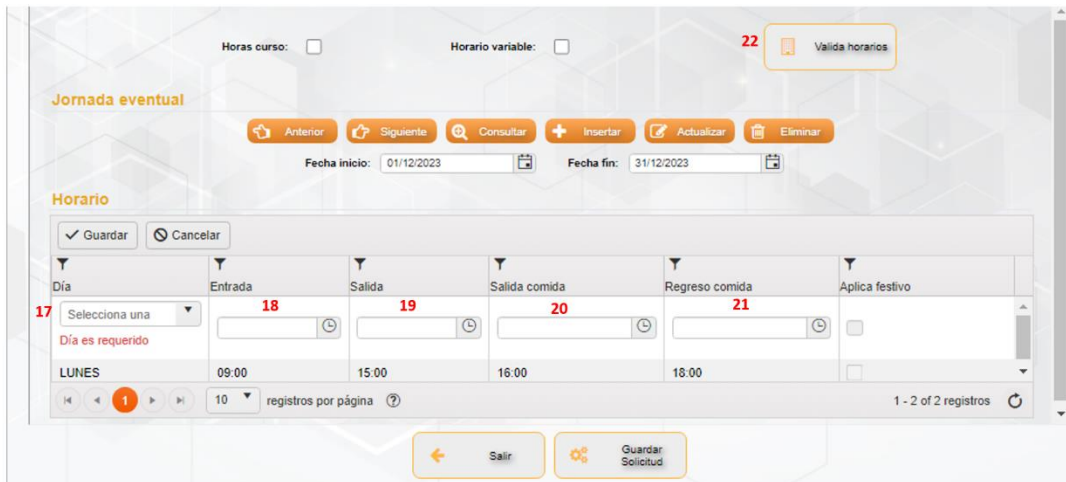 Horas curso: Horario variable: 22 Valida horarios
Jornada eventual
Anterior Siguiente Consultar Insertar Actualizar Eliminar
Fecha inicio: 01/12/2023 Fecha fin: 31/12/2023
Horario
Guardar Cancelar
Día Entrada Salida Salida comida Regreso comida Aplica festivo
17 Selecciona una 18 19 20 21
Día es requerido
LUNES 09:00 15:00 16:00 18:00
1 10 registros por página ? 1 - 2 of 2 registros
Salir Guardar
Solicitud